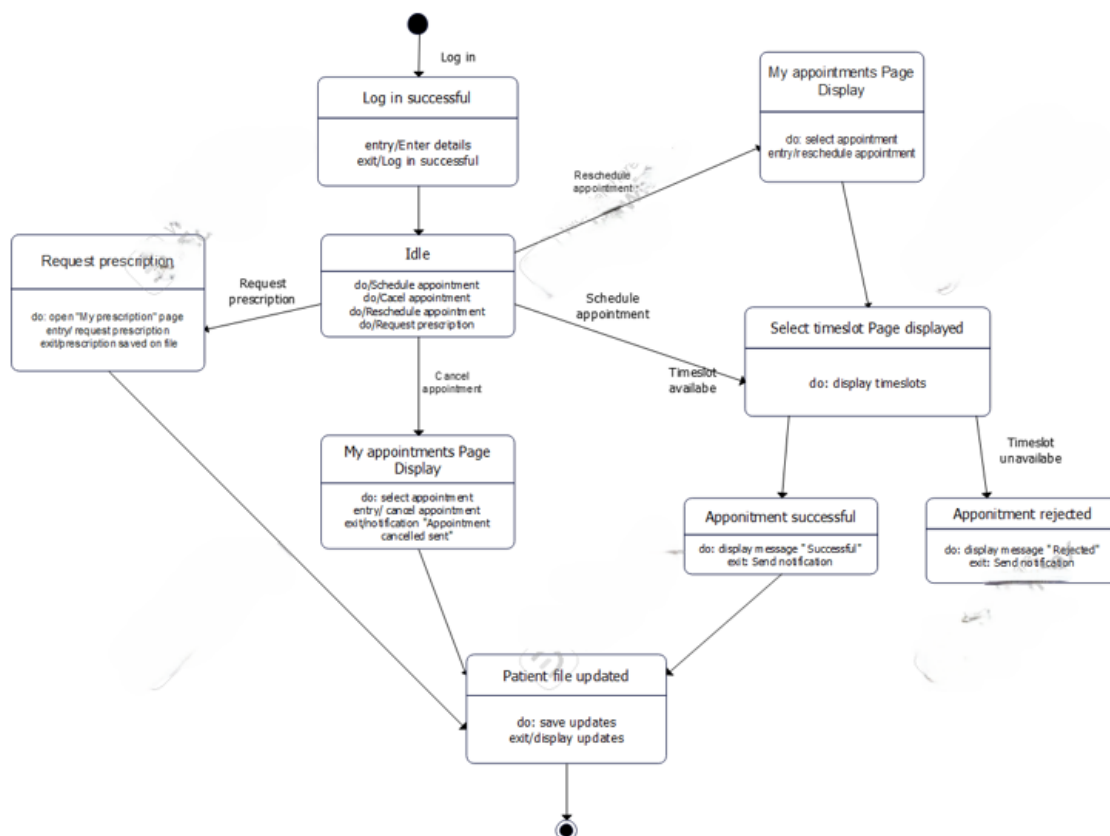 Log in
Log in successful
entry/Enter details
exit/Log in successful
My appointments Page
Display
do: select appointment
entry/reschedule appointment
Reschedule
appointment
Request prescription
do: open "My prescription" page
entry/ request prescription
exit/prescription saved on file
Request
prescription
Idle
do/Schedule appointment
do/Cacel appointment
do/Reschedule appointment
do/Request prescription
Schedule
appointment
Select timeslot Page displayed
do: display timeslots
Timeslot
availabe
Cancel
appointment
My appointments Page
Display
do: select appointment
entry/ cancel appointment
exit/notification "Appointment
cancelled sent"
Timeslot
unavailabe
Apponitment successful
do: display message " Successful"
exit: Send notification
Apponitment rejected
do: display message " Rejected"
exit: Send notification
Patient file updated
do: save updates
exit/display updates